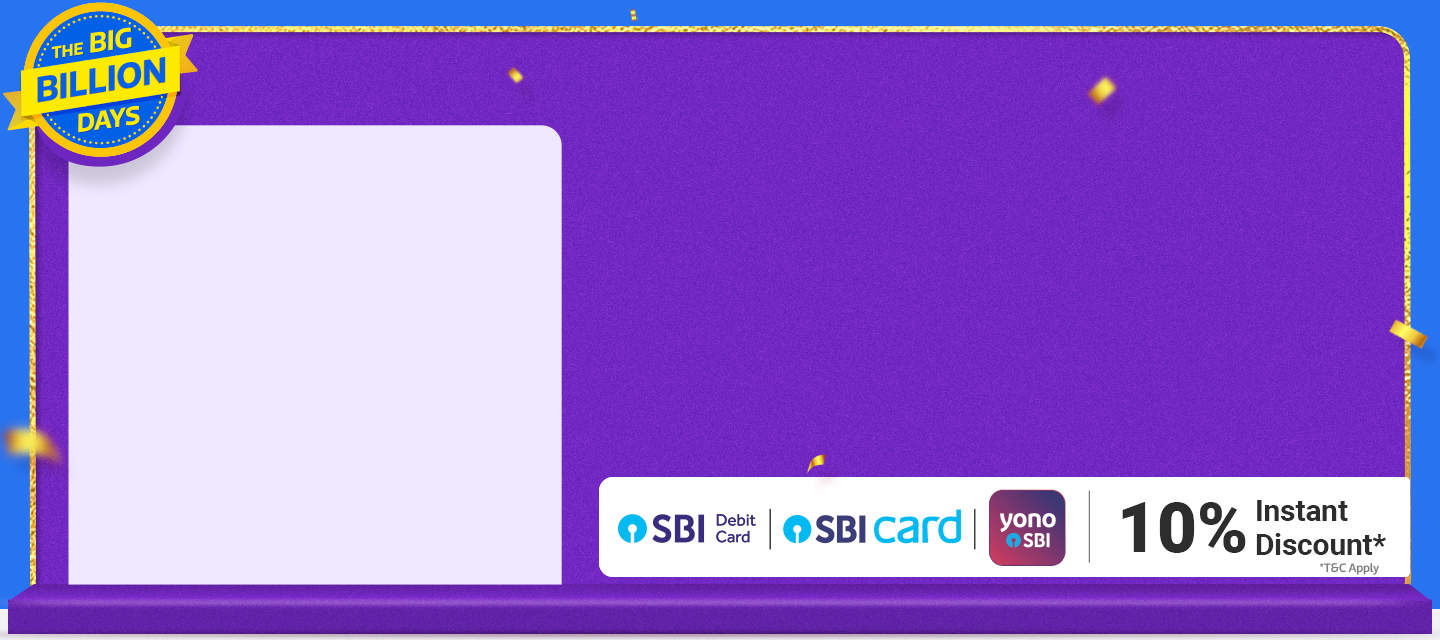 THE BIG
BILLION
DAYS
SBI Debit Card
SBI card
yono
SBI
10% Instant
Discount*
*T&C Apply